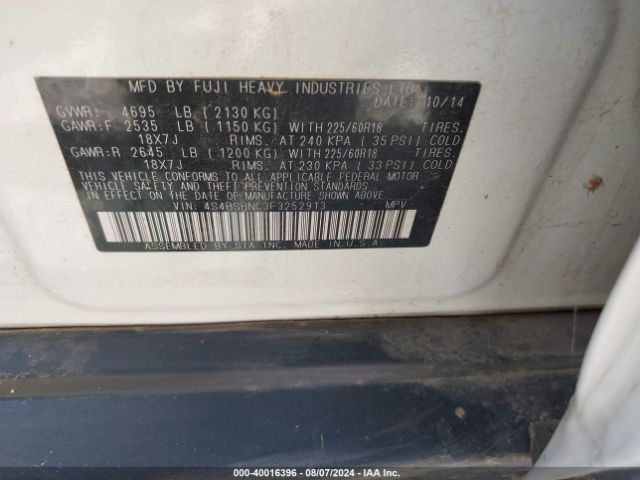 MFD BY FUJI HEAVY INDUSTRIES LTD.
DATE: 10/14
GVWR: 4695 LB ( 2130 KG)
GAWR:F 2535 LB ( 1150 KG) WITH 225/60R18 TIRES.
18X7J RIMS. AT 240 KPA ( 35 PSI) COLD
GAWR:R 2645 LB ( 1200 KG) WITH 225/60R18 TIRES.
18X7J RIMS. AT 230 KPA ( 33 PSI) COLD
THIS VEHICLE CONFORMS TO ALL APPLICABLE FEDERAL MOTOR
VEHICLE SAFETY AND THEFT PREVENTION STANDARDS IN
EFFECT ON THE DATE OF MANUFACTURE SHOWN ABOVE.
VIN: 4S4BSBNC3F3252913 MPV
ASSEMBLED BY SIA INC. MADE IN U.S.A.
000-40016396 - 08/07/2024 - IAA Inc.